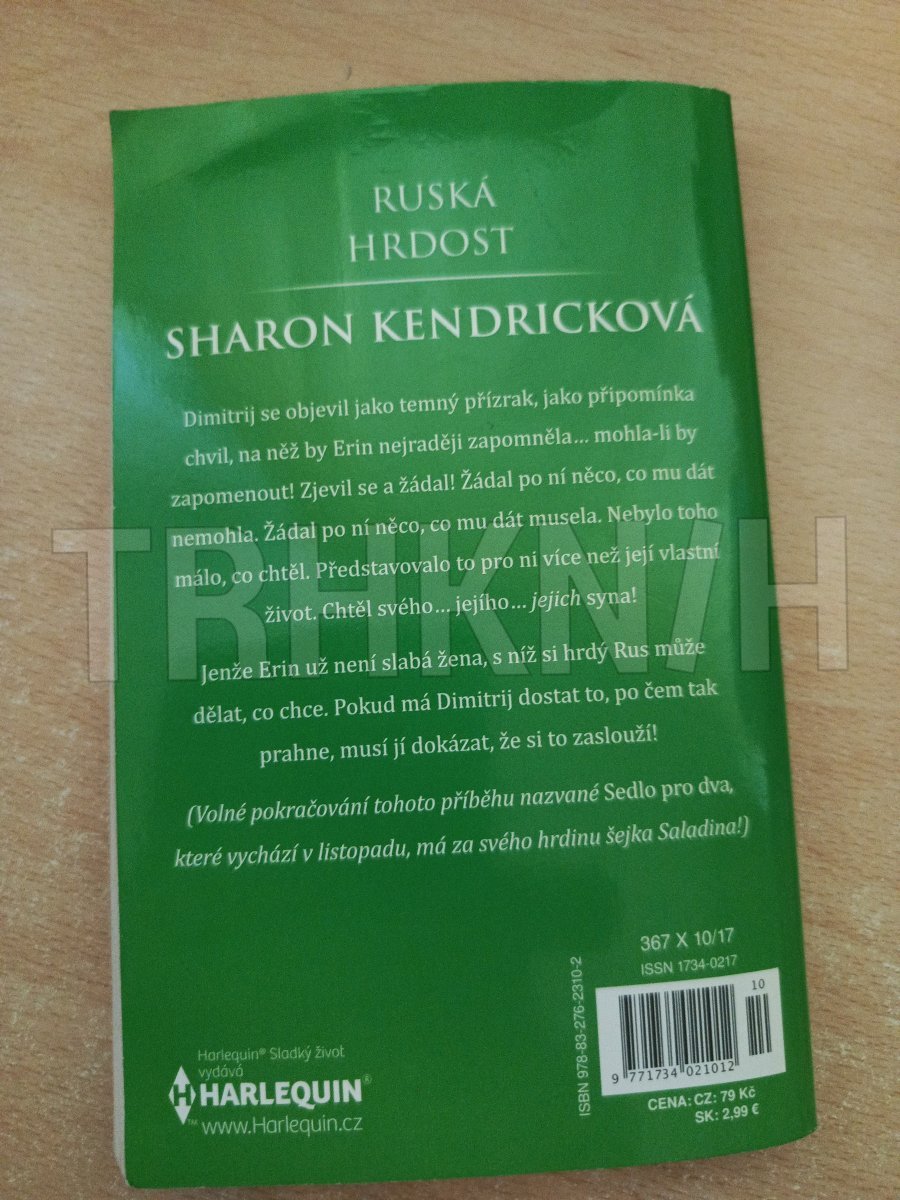 RUSKÁ
HRDOST
SHARON KENDRICKOVÁ
Dimitrij se objevil jako temný přízrak, jako připomínka
chvil, na něž by Erin nejraději zapomněla... mohla-li by
zapomenout! Zjevil se a žádal! Žádal po ní něco, co mu dát
nemohla. Žádal po ní něco, co mu dát musela. Nebylo toho
málo, co chtěl. Představovalo to pro ni více než její vlastní
život. Chtěl svého... jejího... jejich syna!
Jenže Erin už není slabá žena, s níž si hrdý Rus může
dělat, co chce. Pokud má Dimitrij dostat to, po čem tak
prahne, musí jí dokázat, že si to zaslouží!
(Volné pokračování tohoto příběhu nazvané Sedlo pro dva,
které vychází v listopadu, má za svého hrdinu šejka Saladina!)
367 X 10/17
ISSN 1734-0217
ISBN 978-83-276-2310-2
10
9 771734 021012
CENA: CZ: 79 Kč
SK: 2,99 €
Harlequin® Sladký život
vydává
H HARLEQUIN®
™ www.Harlequin.cz
TRHKNIH